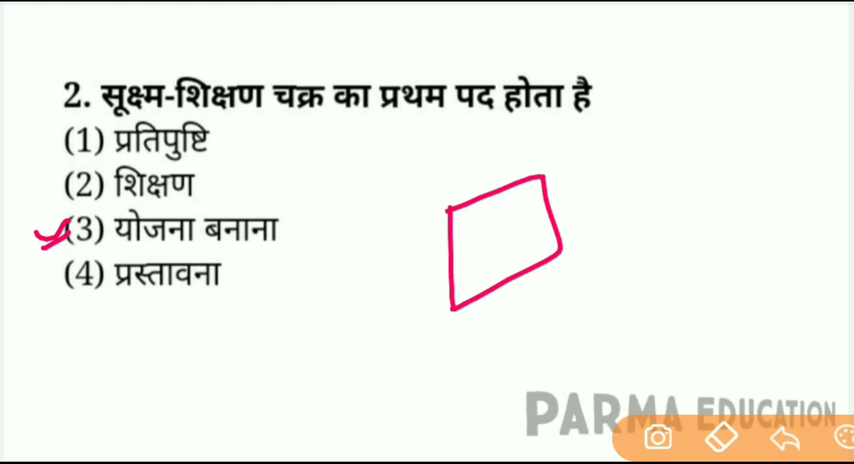 2. सूक्ष्म-शिक्षण चक्र का प्रथम पद होता है
(1) प्रतिपुष्टि
(2) शिक्षण
(3) योजना बनाना
(4) प्रस्तावना
PARMA EDUCATION